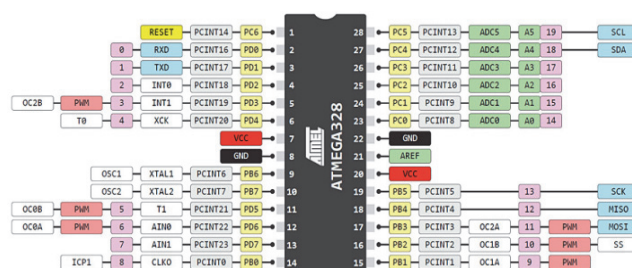 RESET PCINT14 PC6 1 28 PC5 PCINT13 ADC5 A5 19 SCL
0 RXD PCINT16 PD0 2 27 PC4 PCINT12 ADC4 A4 18 SDA
1 TXD PCINT17 PD1 3 26 PC3 PCINT11 ADC3 A3 17
2 INT0 PCINT18 PD2 4 25 PC2 PCINT10 ADC2 A2 16
OC2B PWM 3 INT1 PCINT19 PD3 5 24 PC1 PCINT9 ADC1 A1 15
T0 4 XCK PCINT20 PD4 6 23 PC0 PCINT8 ADC0 A0 14
VCC 7 22 GND
GND 8 21 AREF
OSC1 XTAL1 PCINT6 PB6 9 20 VCC
OSC2 XTAL2 PCINT7 PB7 10 19 PB5 PCINT5 13 SCK
OC0B PWM 5 T1 PCINT21 PD5 11 18 PB4 PCINT4 12 MISO
OC0A PWM 6 AIN0 PCINT22 PD6 12 17 PB3 PCINT3 OC2A 11 PWM MOSI
7 AIN1 PCINT23 PD7 13 16 PB2 PCINT2 OC1B 10 PWM SS
ICP1 8 CLKO PCINT0 PB0 14 15 PB1 PCINT1 OC1A 9 PWM
ATMEL
ATMEGA328